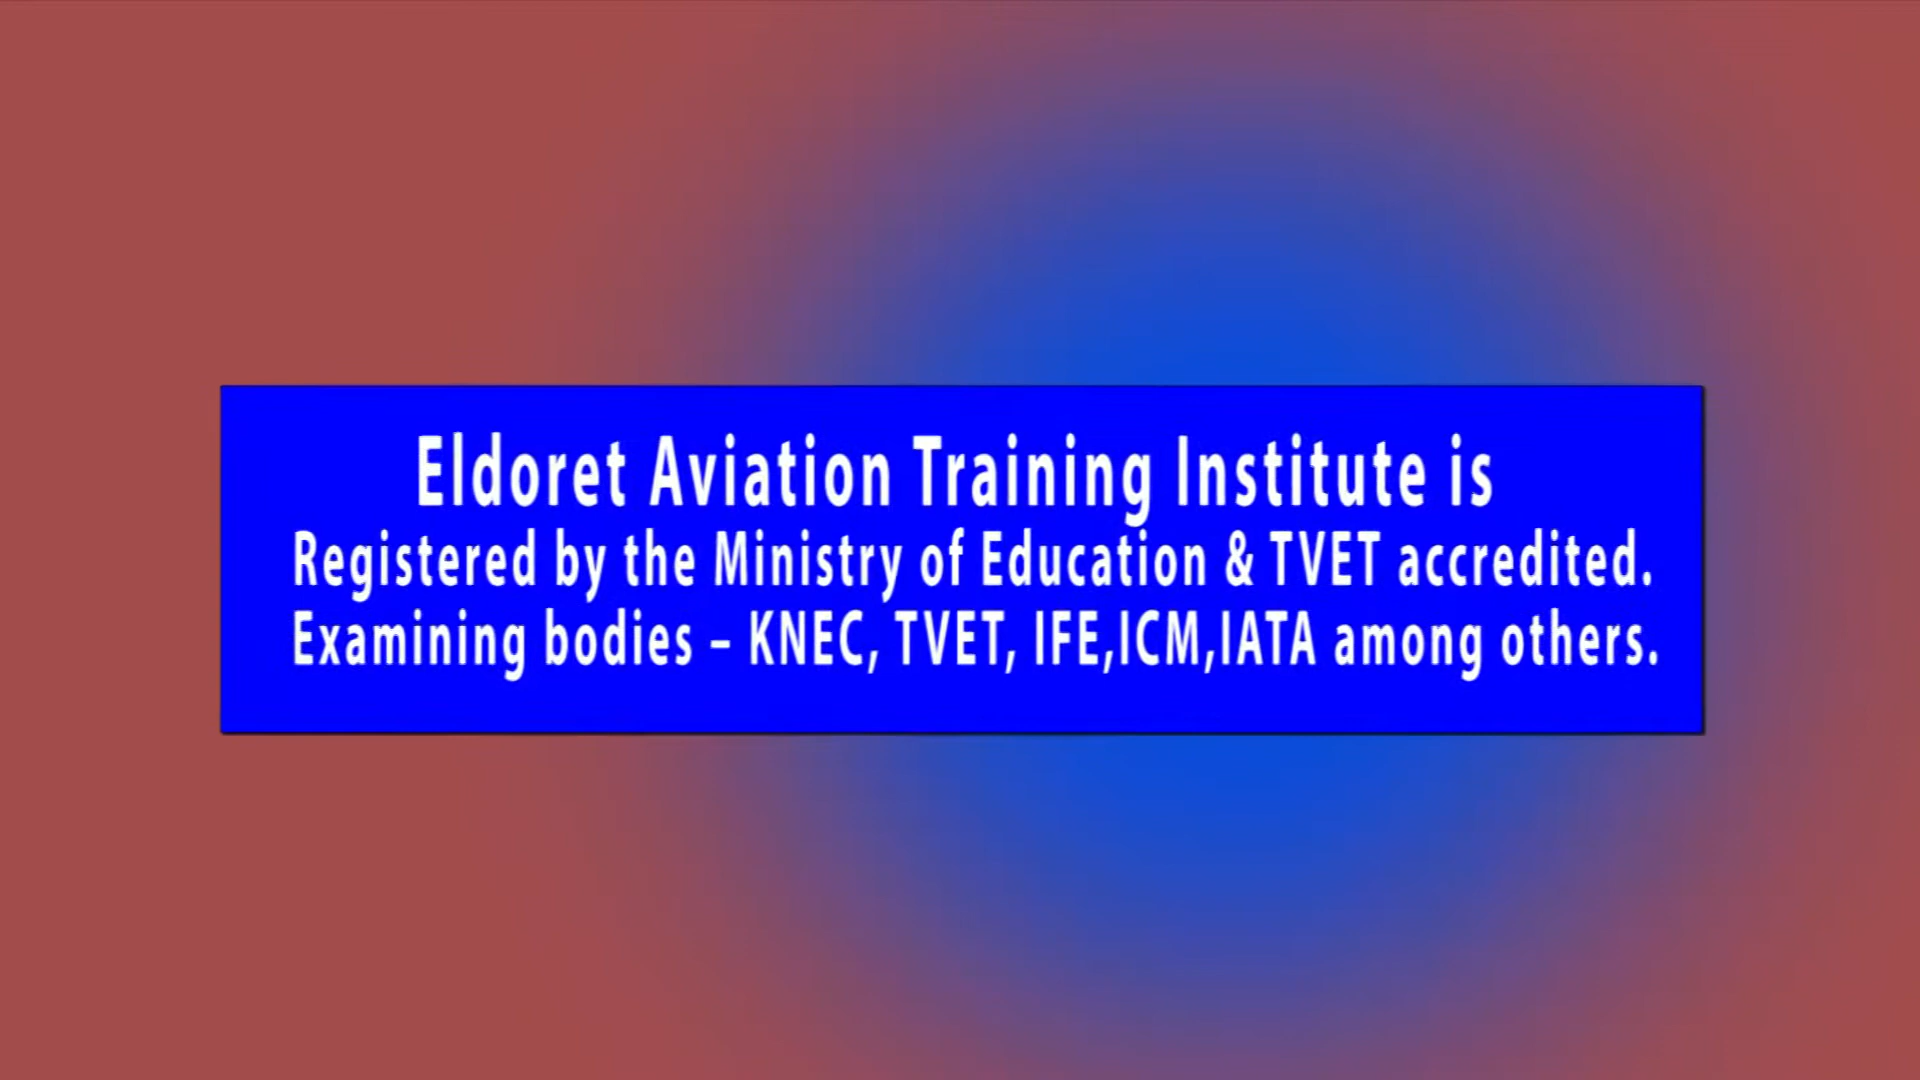 Eldoret Aviation Training Institute is
Registered by the Ministry of Education & TVET accredited.
Examining bodies – KNEC, TVET, IFE,ICM,IATA among others.